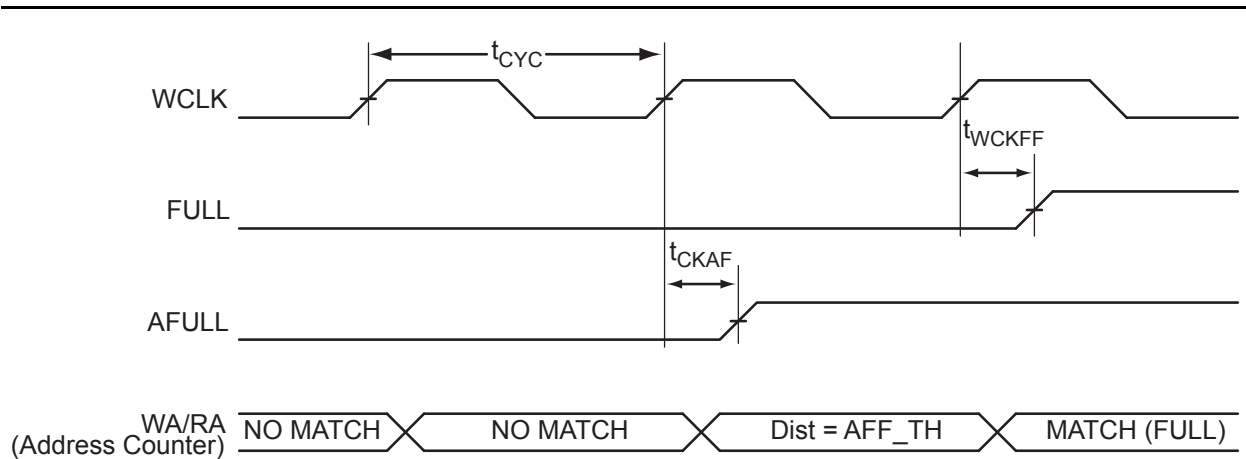 tCYC
WCLK
tWCKFF
FULL
tCKAF
AFULL
WA/RA
(Address Counter)
NO MATCH
NO MATCH
Dist = AFF_TH
MATCH (FULL)